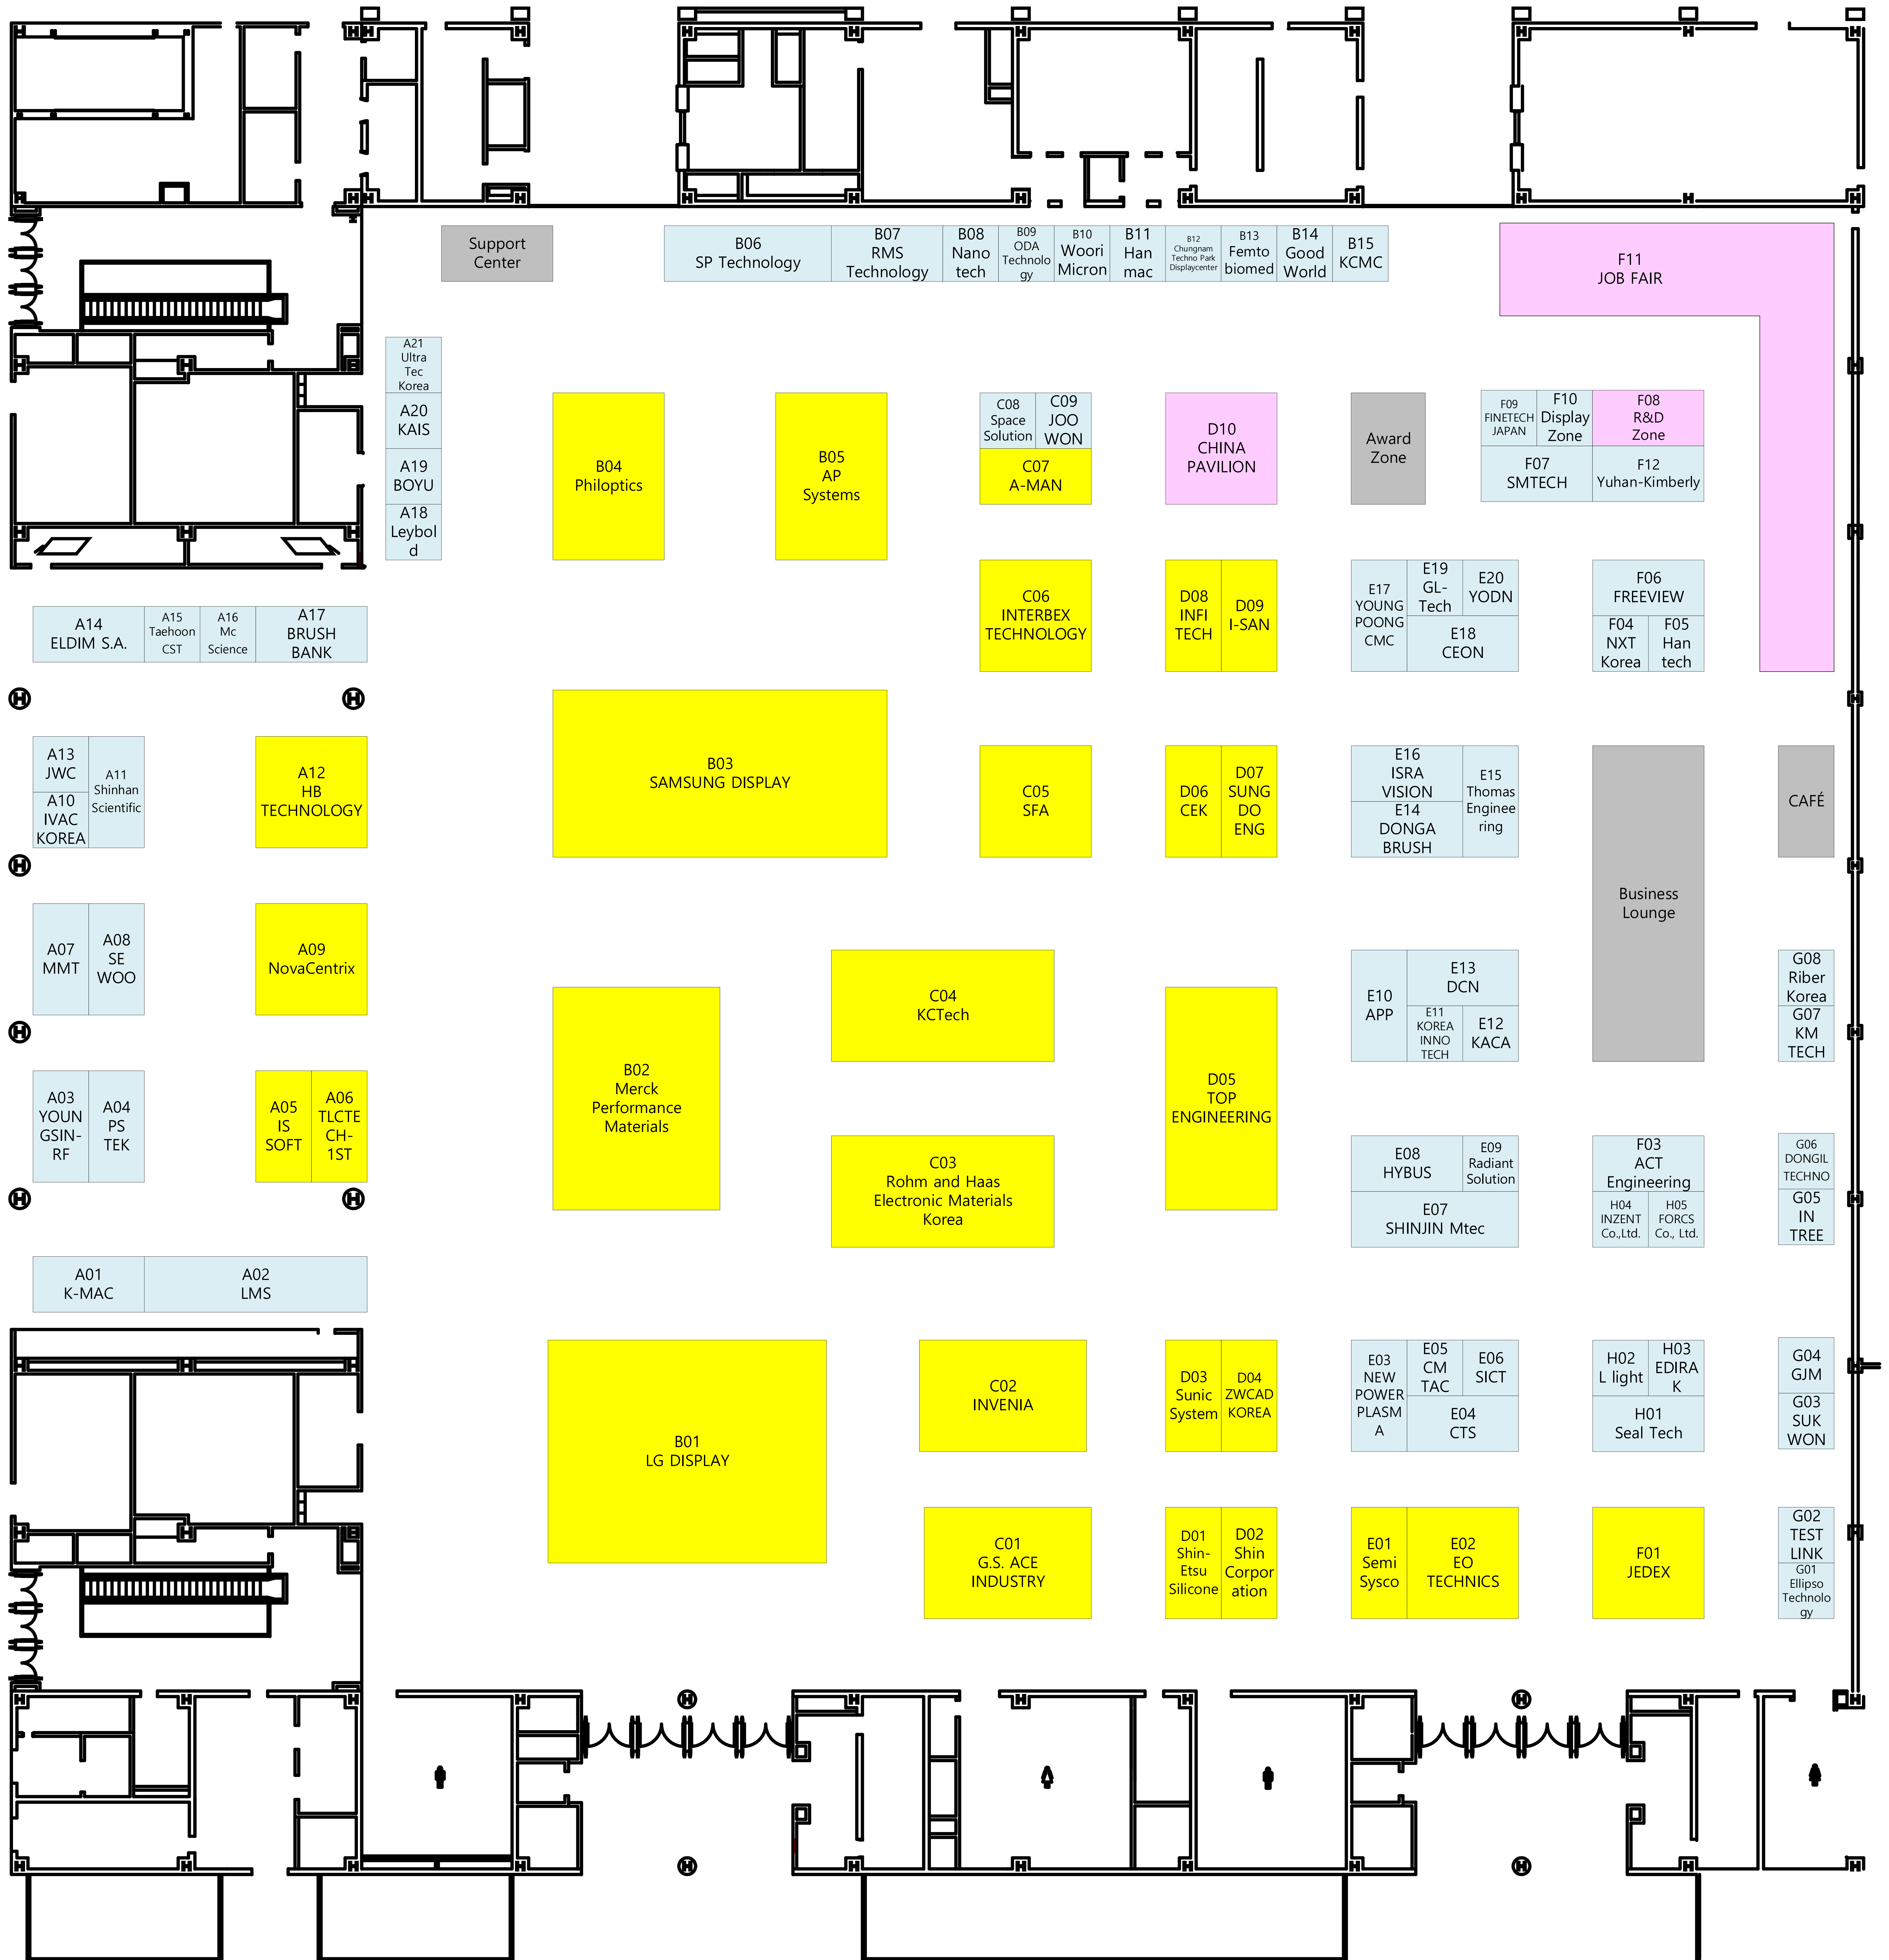 Support
Center
B06
SP Technology
B07
RMS
Technology
B08
Nano
tech
B09
ODA
Technolo
gy
B10
Woori
Micron
B11
Han
mac
B12
Chungnam
Techno Park
Displaycenter
B13
Femto
biomed
B14
Good
World
B15
KCMC
F11
JOB FAIR
A21
Ultra
Tec
Korea
A20
KAIS
A19
BOYU
A18
Leybol
d
B04
Philoptics
B05
AP
Systems
C08
Space
Solution
C09
JOO
WON
C07
A-MAN
D10
CHINA
PAVILION
Award
Zone
F09
FINETECH
JAPAN
F10
Display
Zone
F08
R&D
Zone
F07
SMTECH
F12
Yuhan-Kimberly
A14
ELDIM S.A.
A15
Taehoon
CST
A16
Mc
Science
A17
BRUSH
BANK
C06
INTERBEX
TECHNOLOGY
D08
INFI
TECH
D09
I-SAN
E17
YOUNG
POONG
CMC
E19
GL-
Tech
E20
YODN
E18
CEON
F06
FREEVIEW
F04
NXT
Korea
F05
Han
tech
A13
JWC
A10
IVAC
KOREA
A11
Shinhan
Scientific
A12
HB
TECHNOLOGY
B03
SAMSUNG DISPLAY
C05
SFA
D06
CEK
D07
SUNG
DO
ENG
E16
ISRA
VISION
E14
DONGA
BRUSH
E15
Thomas
Enginee
ring
Business
Lounge
CAFÉ
A07
MMT
A08
SE
WOO
A09
NovaCentrix
B02
Merck
Performance
Materials
C04
KCTech
D05
TOP
ENGINEERING
E10
APP
E13
DCN
E11
KOREA
INNO
TECH
E12
KACA
G08
Riber
Korea
G07
KM
TECH
A03
YOUN
GSIN-
RF
A04
PS
TEK
A05
IS
SOFT
A06
TLCTE
CH-
1ST
C03
Rohm and Haas
Electronic Materials
Korea
E08
HYBUS
E09
Radiant
Solution
E07
SHINJIN Mtec
F03
ACT
Engineering
H04
INZENT
Co.,Ltd.
H05
FORCS
Co., Ltd.
G06
DONGIL
TECHNO
G05
IN
TREE
A01
K-MAC
A02
LMS
B01
LG DISPLAY
C02
INVENIA
D03
Sunic
System
D04
ZWCAD
KOREA
E03
NEW
POWER
PLASM
A
E05
CM
TAC
E06
SICT
E04
CTS
H02
L light
H03
EDIRA
K
H01
Seal Tech
G04
GJM
G03
SUK
WON
C01
G.S. ACE
INDUSTRY
D01
Shin-
Etsu
Silicone
D02
Shin
Corpor
ation
E01
Semi
Sysco
E02
EO
TECHNICS
F01
JEDEX
G02
TEST
LINK
G01
Ellipso
Technolo
gy